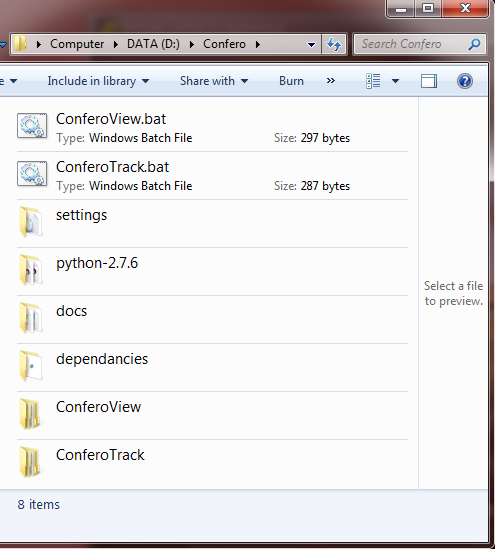 Computer DATA (D:) Confero Search Confero
e Include in library Share with Burn »
ConferoView.bat
Type: Windows Batch File Size: 297 bytes
ConferoTrack.bat
Type: Windows Batch File Size: 287 bytes
settings
python-2.7.6
docs
dependancies
ConferoView
ConferoTrack
Select a file
to preview.
8 items